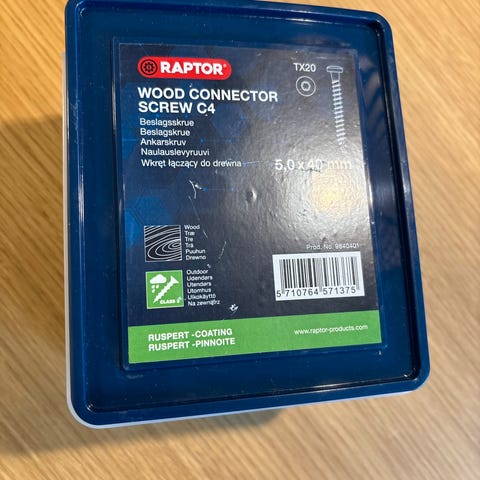 RAPTOR®
TX20
WOOD CONNECTOR
SCREW C4
Beslagsskrue
Beslagskrue
Ankarskruv
Naulauslevyruuvi
Wkręt łączący do drewna
5,0 x 40 mm
Wood
Træ
Tre
Trä
Puuhun
Drewno
Prod. No. 9840401
Outdoor
Udendørs
Utendørs
Utomhus
Ulkokäyttö
Na zewnątrz
CLASS
5 710764 571375
RUSPERT -COATING
RUSPERT -PINNOITE
www.raptor-products.com